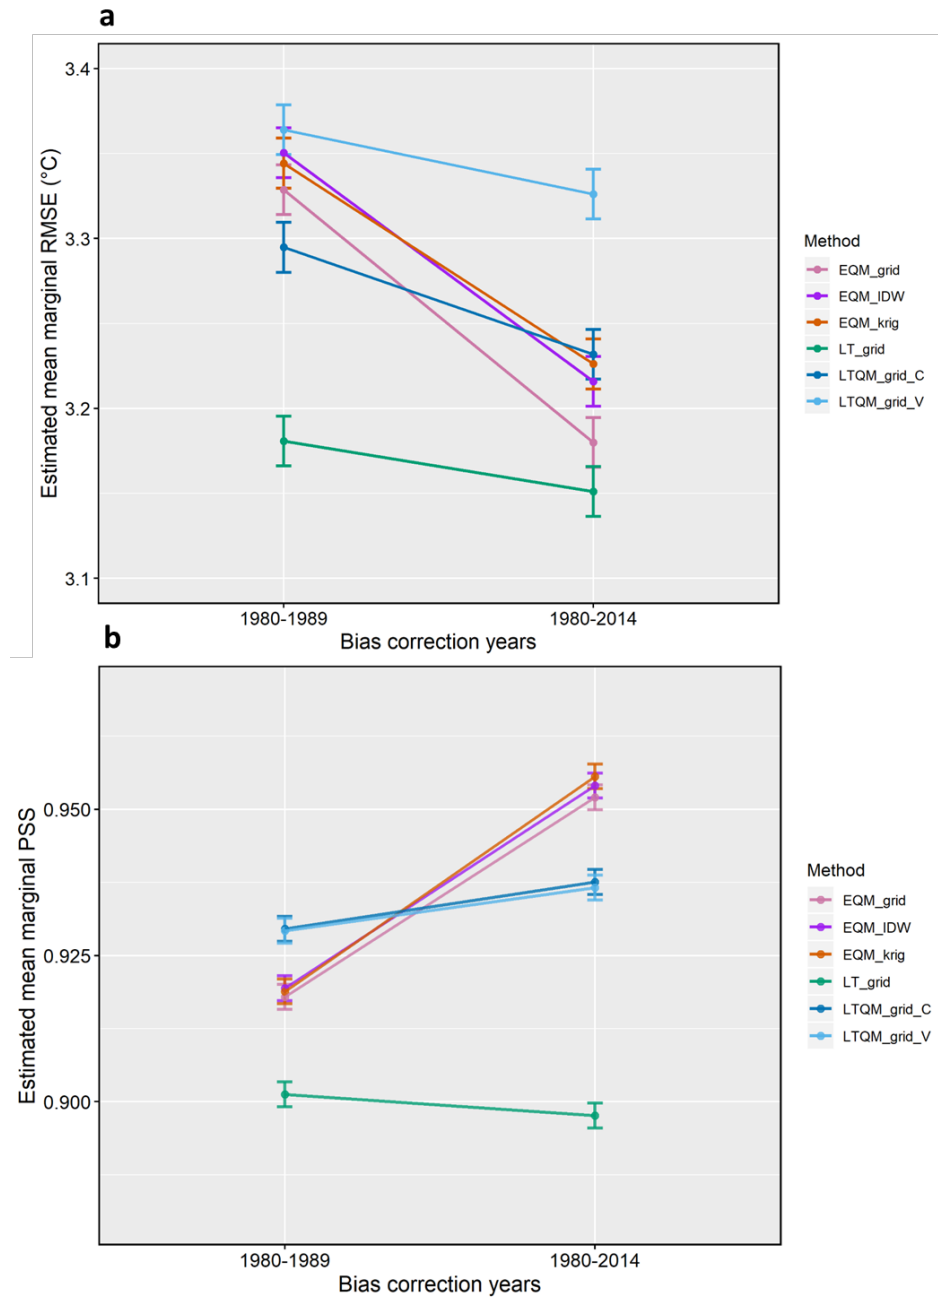 a
3.4
3.3
3.2
3.1
Estimated mean marginal RMSE (°C)
1980-1989
1980-2014
Bias correction years
Method
EQM_grid
EQM_IDW
EQM_krig
LT_grid
LTQM_grid_C
LTQM_grid_V
b
0.950
0.925
0.900
Estimated mean marginal PSS
1980-1989
1980-2014
Bias correction years
Method
EQM_grid
EQM_IDW
EQM_krig
LT_grid
LTQM_grid_C
LTQM_grid_V